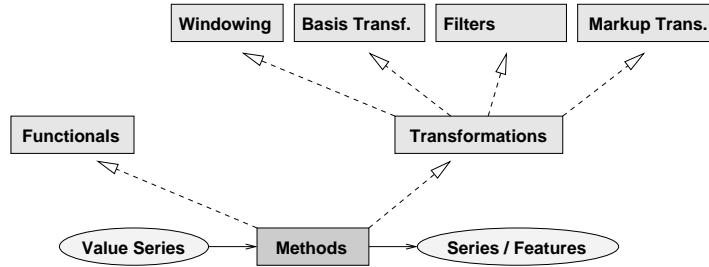 Windowing
Basis Transf.
Filters
Markup Trans.
Functionals
Transformations
Value Series
Methods
Series / Features